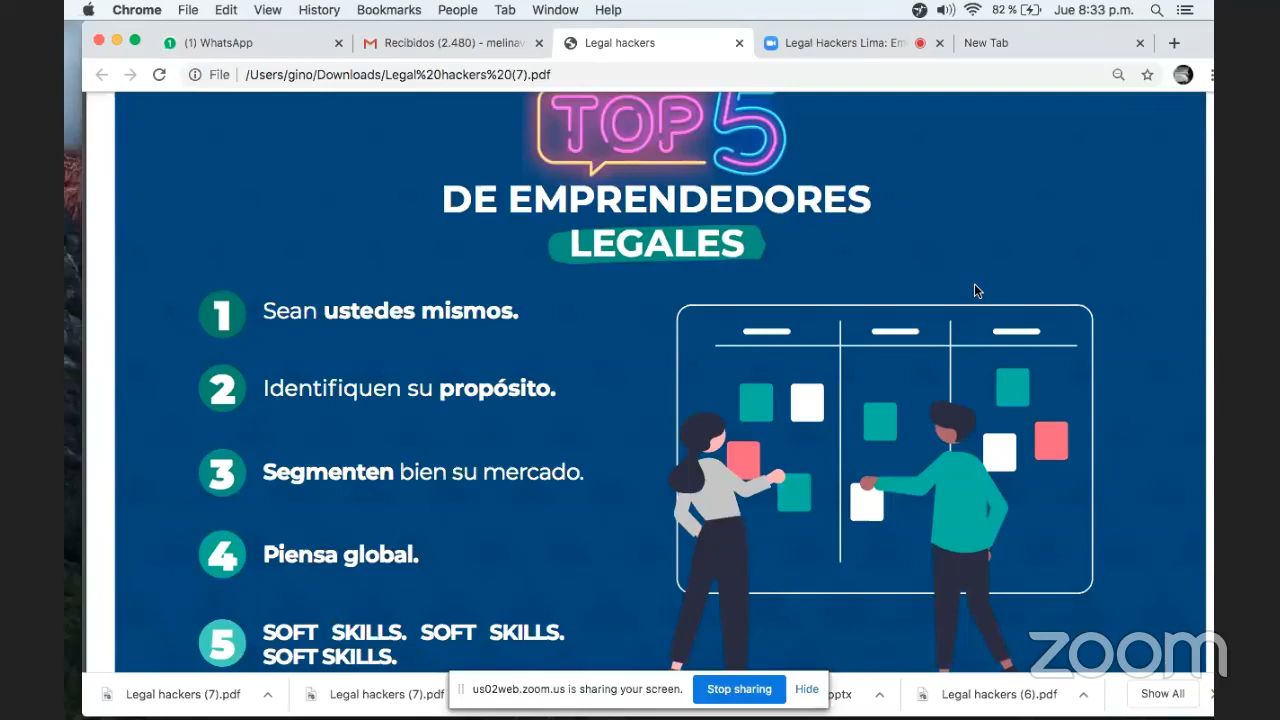 Chrome File Edit View History Bookmarks People Tab Window Help 82 % Jue 8:33 p.m.
(1) WhatsApp Recibidos (2.480) - melinav Legal hackers Legal Hackers Lima: Em New Tab
File /Users/gino/Downloads/Legal%20hackers%20(7).pdf
TOP 5
DE EMPRENDEDORES
LEGALES
1 Sean ustedes mismos.
2 Identifiquen su propósito.
3 Segmenten bien su mercado.
4 Piensa global.
5 SOFT SKILLS. SOFT SKILLS.
SOFT SKILLS.
zoom
us02web.zoom.us is sharing your screen. Stop sharing Hide
Legal hackers (7).pdf Legal hackers (7).pdf pptx Legal hackers (6).pdf Show All